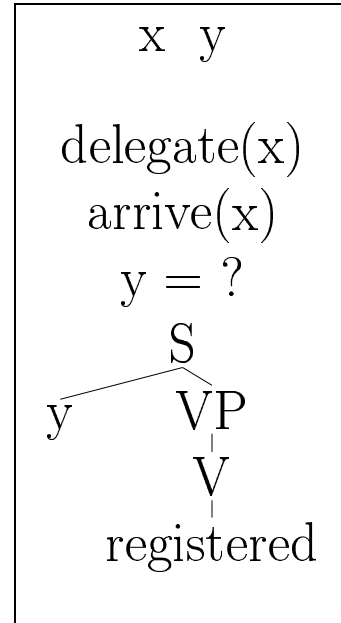 x y
delegate(x)
arrive(x)
y = ?
S
y VP
V
registered